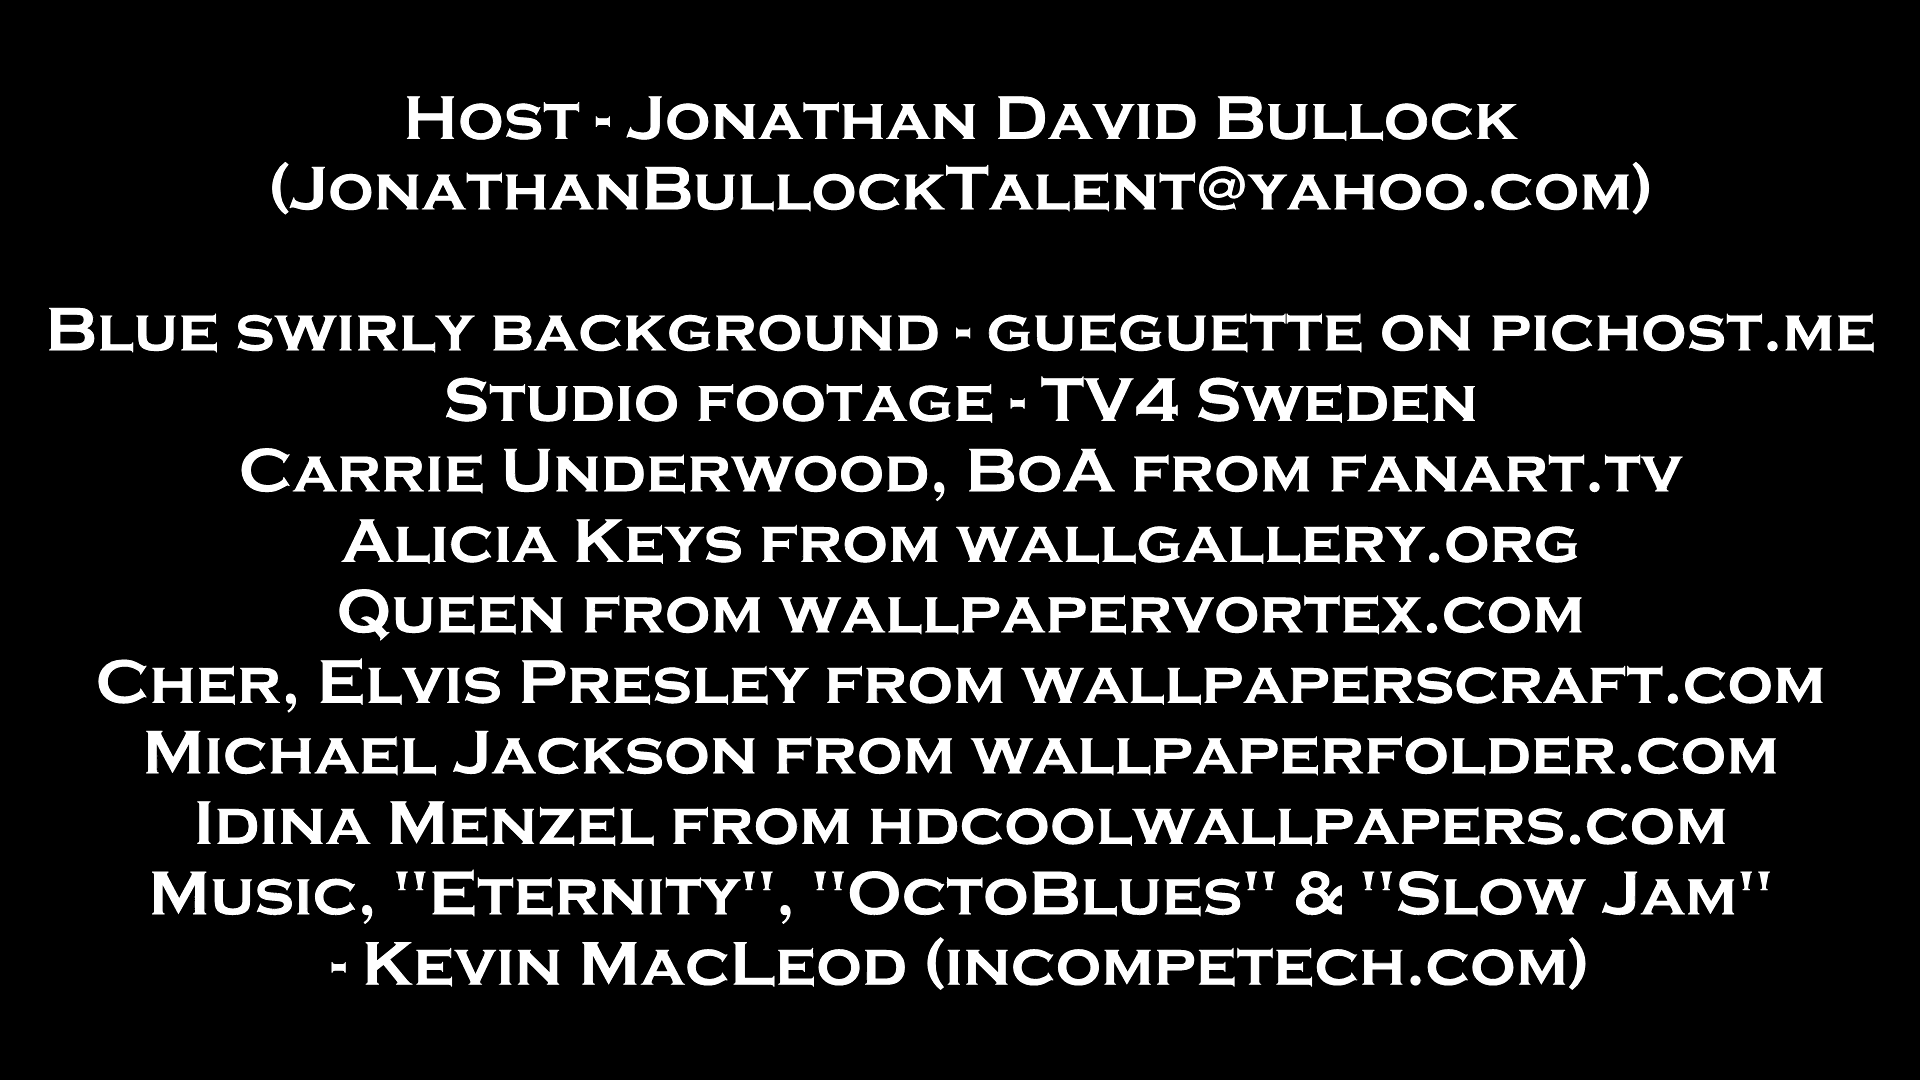 Host - Jonathan David Bullock
(JonathanBullockTalent@yahoo.com)
Blue swirly background - gueguette on pichost.me
Studio footage - TV4 Sweden
Carrie Underwood, BoA from fanart.tv
Alicia Keys from wallgallery.org
Queen from wallpapervortex.com
Cher, Elvis Presley from wallpaperscraft.com
Michael Jackson from wallpaperfolder.com
Idina Menzel from hdcoolwallpapers.com
Music, "Eternity", "OctoBlues" & "Slow Jam"
- Kevin MacLeod (incompetech.com)